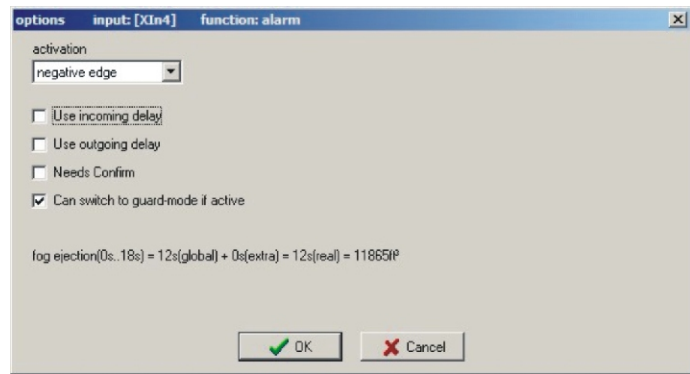 options input: [XIn4] function: alarm
activation
negative edge
Use incoming delay
Use outgoing delay
Needs Confirm
Can switch to guard-mode if active
fog ejection(0s..18s) = 12s(global) + 0s(extra) = 12s(real) = 11865ft³
OK Cancel